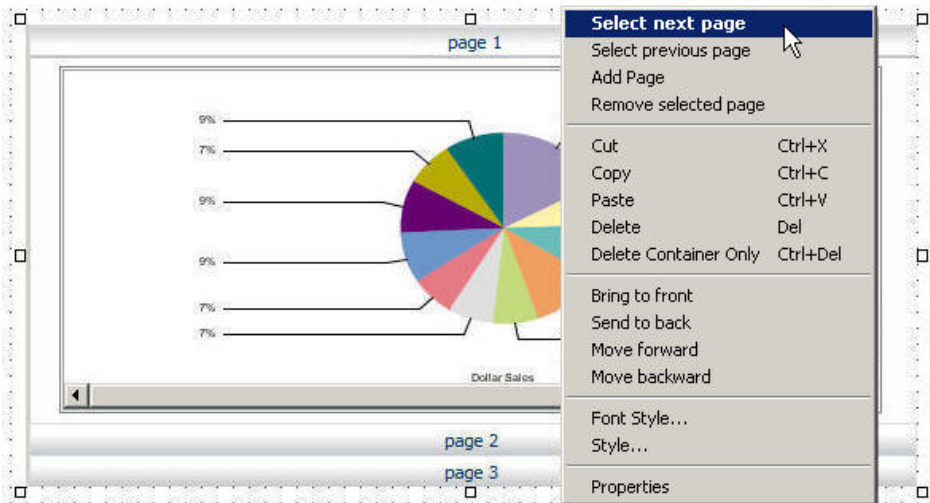 page 1
9%
7%
9%
9%
7%
7%
Dollar Sales
page 2
page 3
Select next page
Select previous page
Add Page
Remove selected page
Cut Ctrl+X
Copy Ctrl+C
Paste Ctrl+V
Delete Del
Delete Container Only Ctrl+Del
Bring to front
Send to back
Move forward
Move backward
Font Style...
Style...
Properties